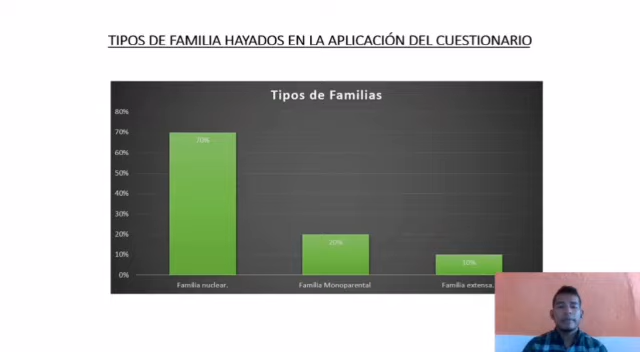 TIPOS DE FAMILIA HAYADOS EN LA APLICACIÓN DEL CUESTIONARIO
Tipos de Familias
80%
70%
60%
50%
40%
30%
20%
10%
0%
70%
20%
10%
Familia nuclear.
Familia Monoparental
Familia extensa.